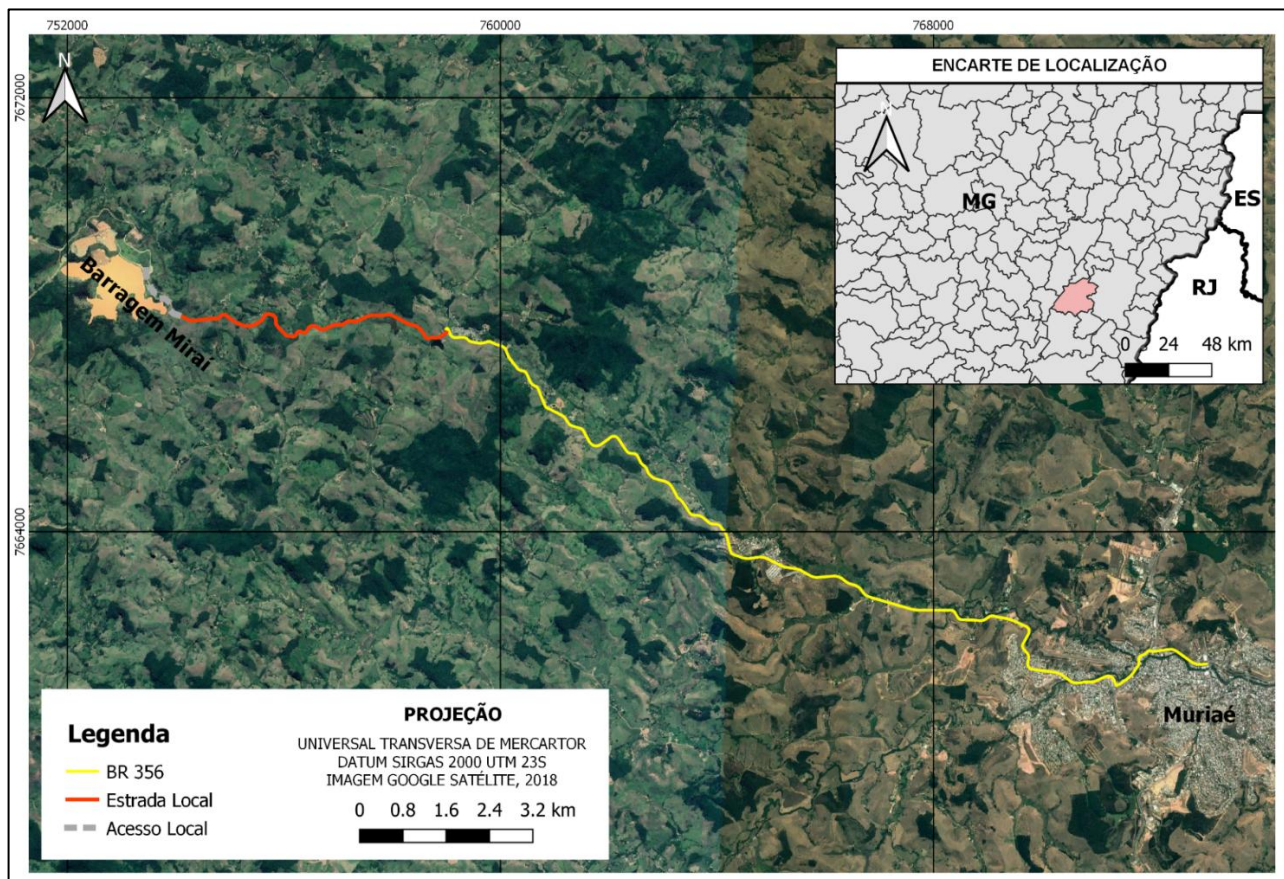 752000
760000
768000
7672000
7664000
N
ENCARTE DE LOCALIZAÇÃO
N
MG
ES
RJ
0 24 48 km
Barragem Miraí
Muriaé
Legenda
BR 356
Estrada Local
Acesso Local
PROJEÇÃO
UNIVERSAL TRANSVERSA DE MERCARTOR
DATUM SIRGAS 2000 UTM 23S
IMAGEM GOOGLE SATÉLITE, 2018
0 0.8 1.6 2.4 3.2 km